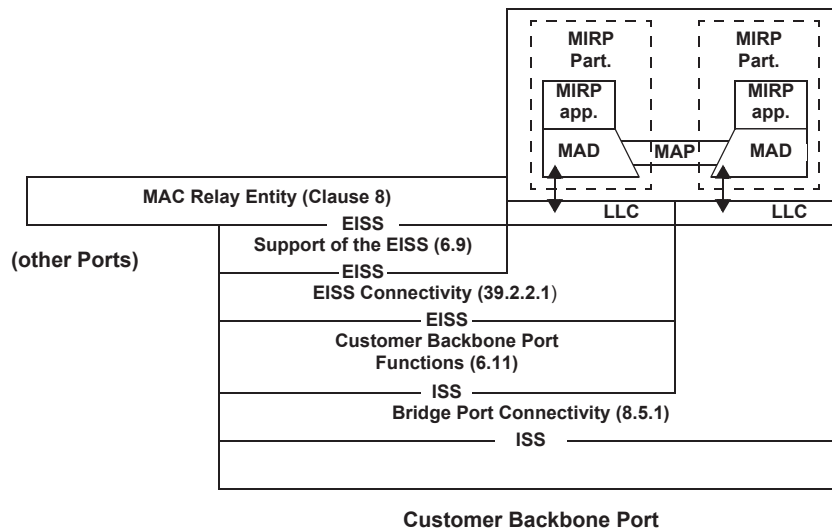 MIRP
Part.
MIRP
Part.
MIRP
app.
MIRP
app.
MAD
MAP
MAD
MAC Relay Entity (Clause 8)
LLC
LLC
EISS
Support of the EISS (6.9)
(other Ports)
EISS
EISS Connectivity (39.2.2.1)
EISS
Customer Backbone Port
Functions (6.11)
ISS
Bridge Port Connectivity (8.5.1)
ISS
Customer Backbone Port